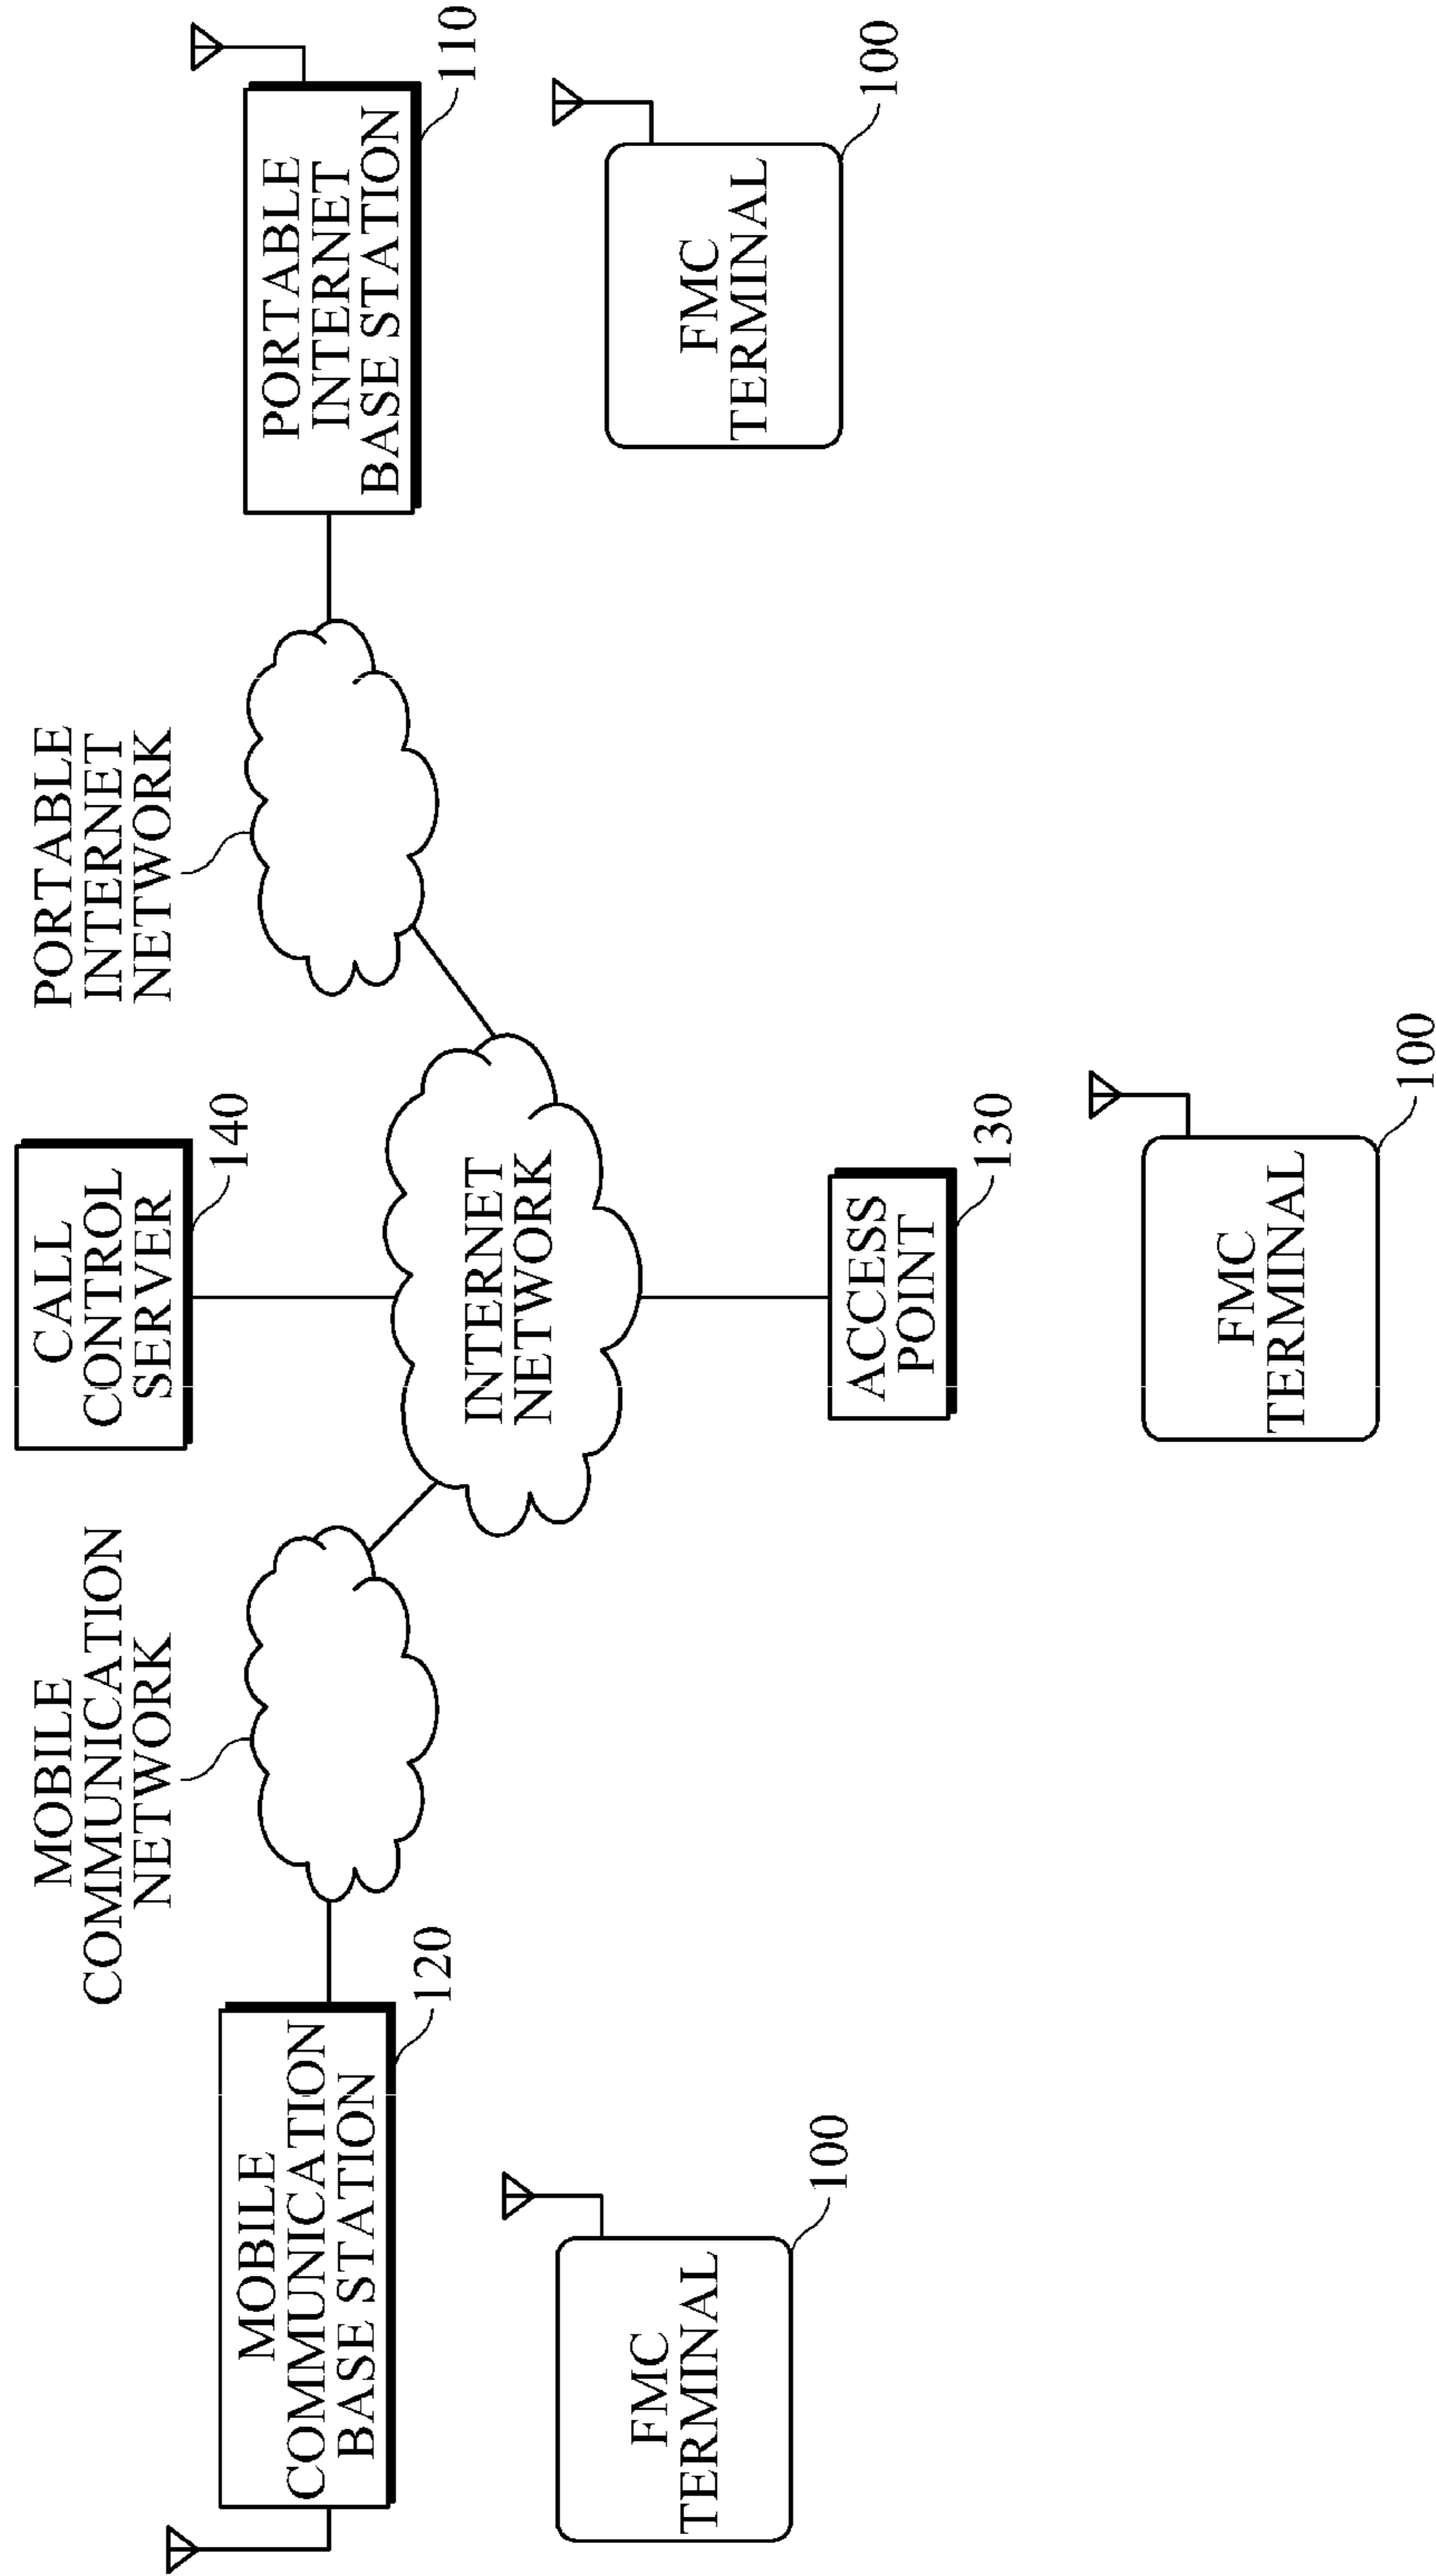 CALL
CONTROL
SERVER
140
MOBILE
COMMUNICATION
NETWORK
PORTABLE
INTERNET
NETWORK
MOBILE
COMMUNICATION
BASE STATION
120
INTERNET
NETWORK
PORTABLE
INTERNET
BASE STATION
110
FMC
TERMINAL
100
ACCESS
POINT
130
FMC
TERMINAL
100
FMC
TERMINAL
100